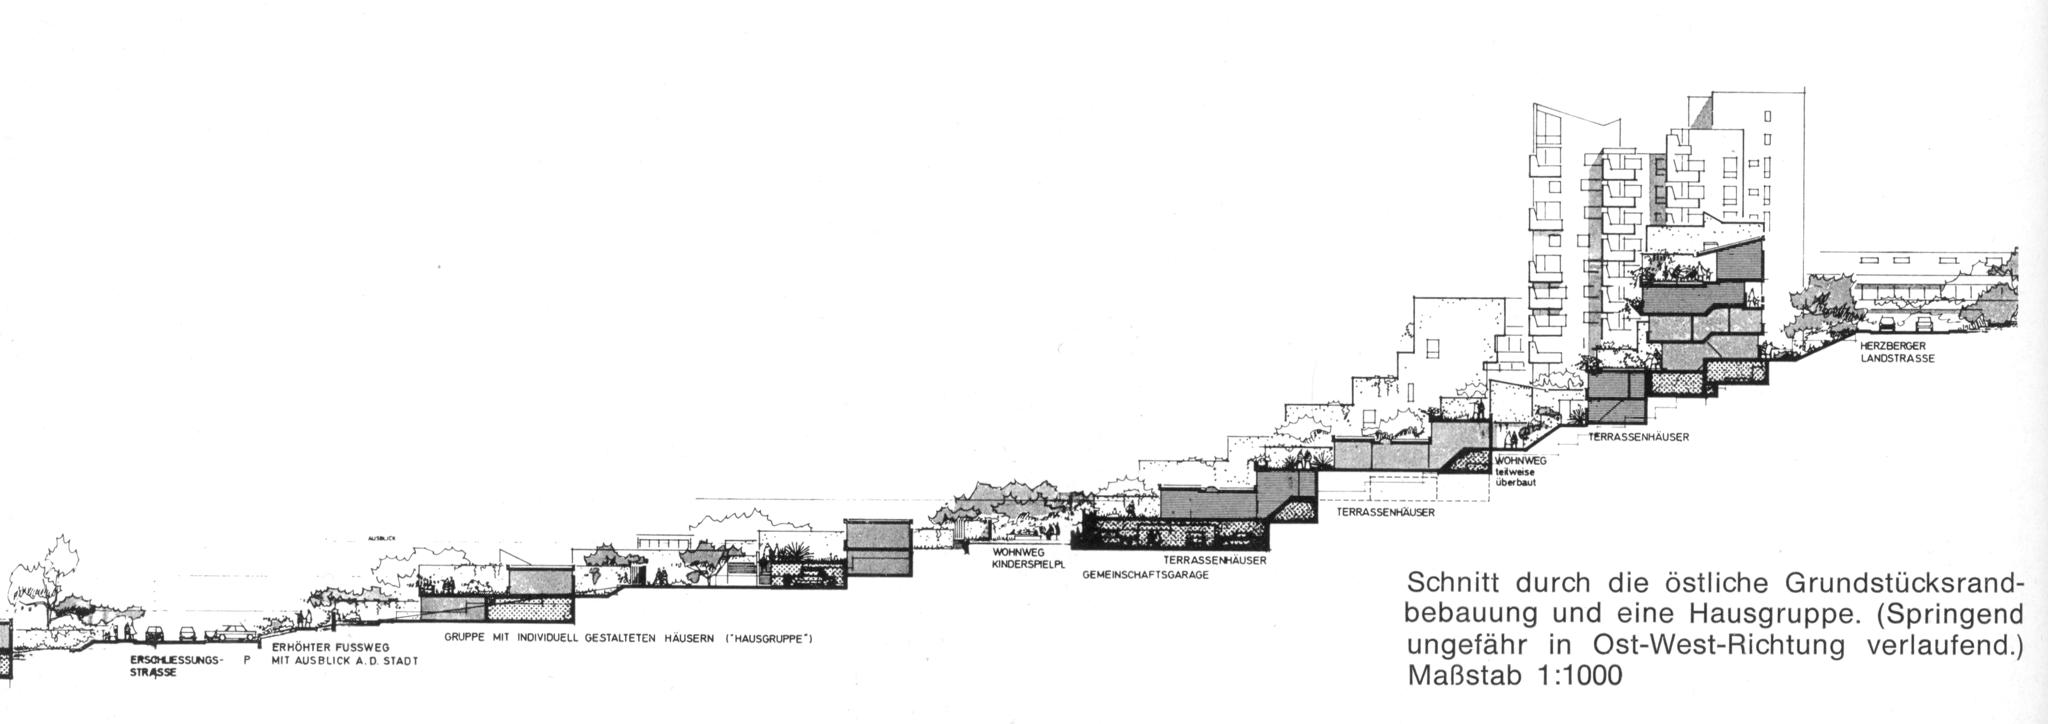 AUSBLICK
HERZBERGER
LANDSTRASSE
TERRASSENHÄUSER
WOHNWEG
teilweise
überbaut
TERRASSENHÄUSER
WOHNWEG
KINDERSPIELPL.
TERRASSENHÄUSER
GEMEINSCHAFTSGARAGE
GRUPPE MIT INDIVIDUELL GESTALTETEN HÄUSERN ("HAUSGRUPPE")
ERHÖHTER FUSSWEG
MIT AUSBLICK A. D. STADT
P
ERSCHLIESSUNGS-
STRASSE
Schnitt durch die östliche Grundstücksrand-
bebauung und eine Hausgruppe. (Springend
ungefähr in Ost-West-Richtung verlaufend.)
Maßstab 1:1000